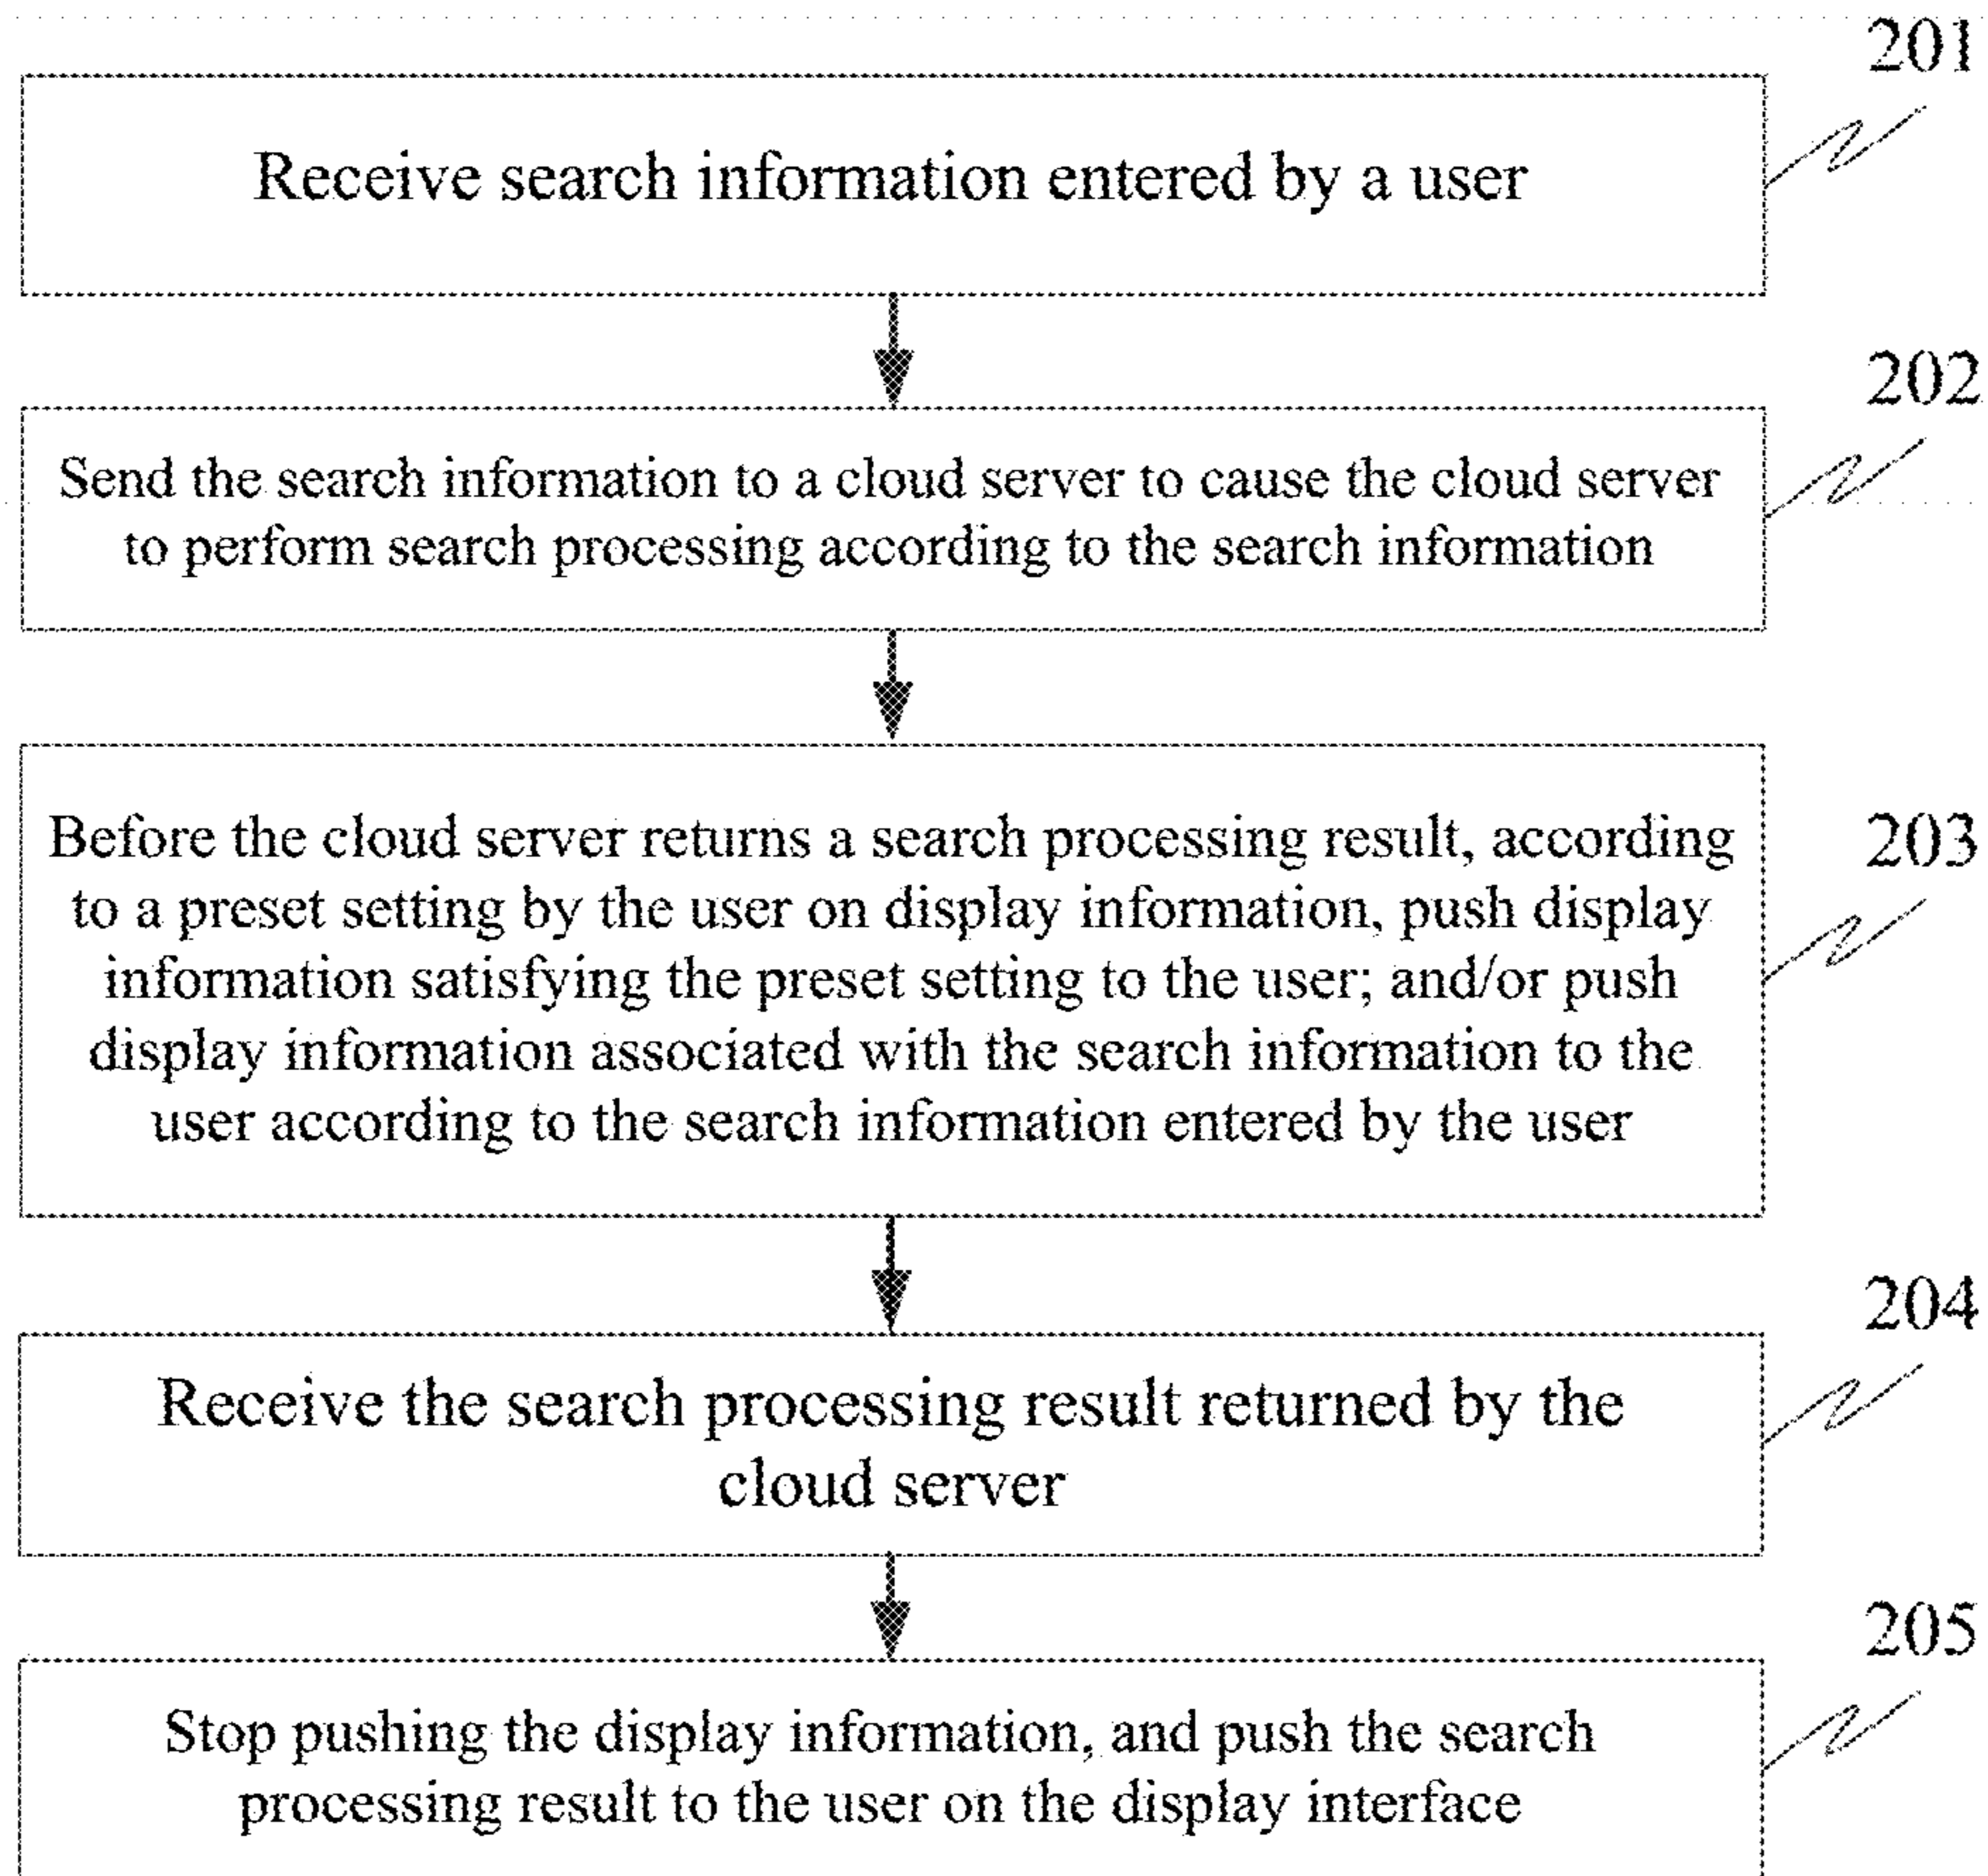 201
Receive search information entered by a user
202
Send the search information to a cloud server to cause the cloud server
to perform search processing according to the search information
203
Before the cloud server returns a search processing result, according
to a preset setting by the user on display information, push display
information satisfying the preset setting to the user; and/or push
display information associated with the search information to the
user according to the search information entered by the user
204
Receive the search processing result returned by the
cloud server
205
Stop pushing the display information, and push the search
processing result to the user on the display interface